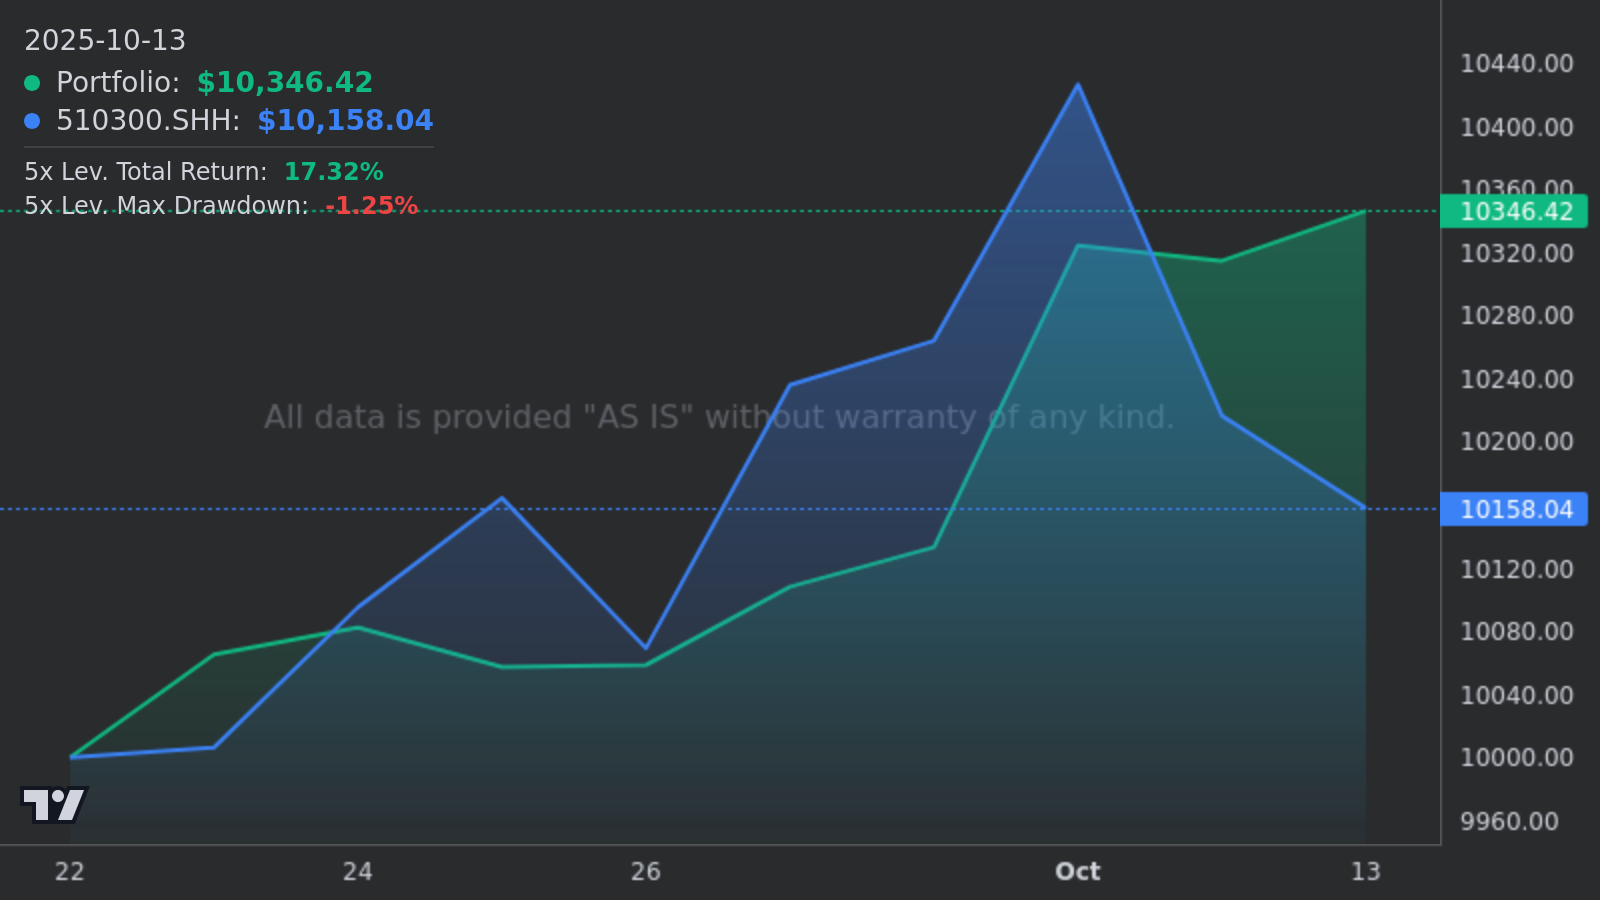 2025-10-13
Portfolio: $10,346.42
510300.SHH: $10,158.04
5x Lev. Total Return: 17.32%
5x Lev. Max Drawdown: -1.25%
10440.00
10400.00
10360.00
10346.42
10320.00
10280.00
10240.00
All data is provided "AS IS" without warranty of any kind.
10200.00
10158.04
10120.00
10080.00
10040.00
10000.00
9960.00
22 24 26 Oct 13